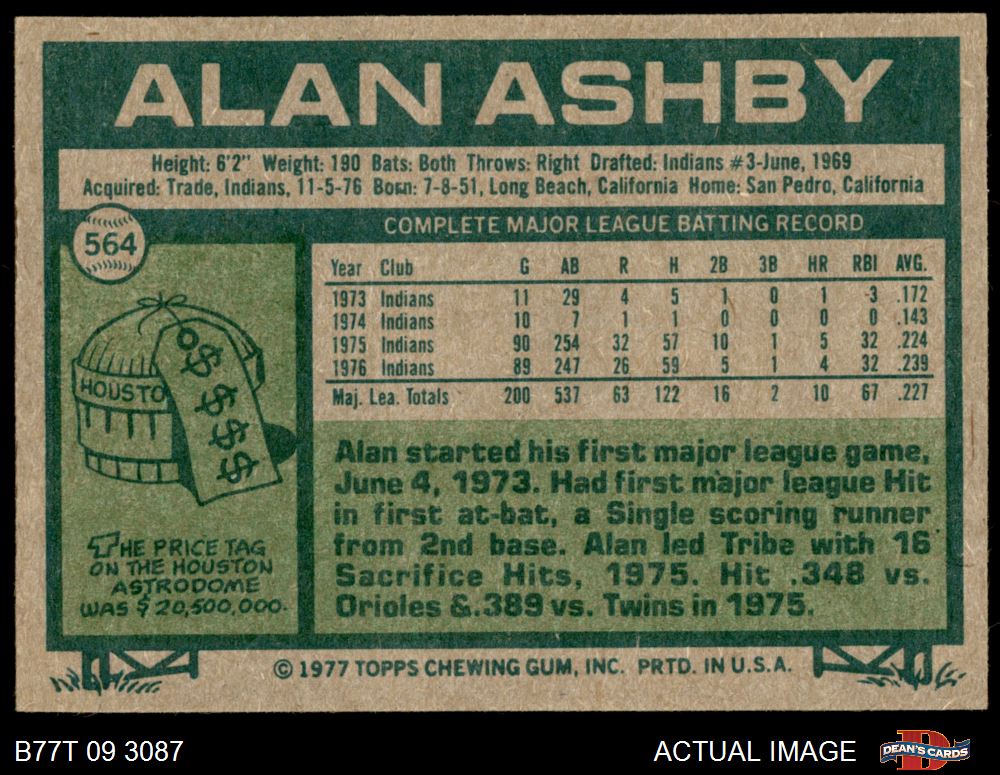 ALAN ASHBY
Height: 6'2" Weight: 190 Bats: Both Throws: Right Drafted: Indians #3-June, 1969
Acquired: Trade, Indians, 11-5-76 Born: 7-8-51, Long Beach, California Home: San Pedro, California
564
COMPLETE MAJOR LEAGUE BATTING RECORD
Year Club G AB R H 2B 3B HR RBI AVG.
1973 Indians 11 29 4 5 1 0 1 3 .172
1974 Indians 10 7 1 1 0 0 0 0 .143
1975 Indians 90 254 32 57 10 1 5 32 .224
1976 Indians 89 247 26 59 5 1 4 32 .239
Maj. Lea. Totals 200 537 63 122 16 2 10 67 .227
HOUSTO
$ $ $ $
THE PRICE TAG
ON THE HOUSTON
ASTRODOME
WAS $20,500,000.
Alan started his first major league game,
June 4, 1973. Had first major league Hit
in first at-bat, a Single scoring runner
from 2nd base. Alan led Tribe with 16
Sacrifice Hits, 1975. Hit .348 vs.
Orioles &.389 vs. Twins in 1975.
© 1977 TOPPS CHEWING GUM, INC. PRTD. IN U.S.A.
B77T 09 3087
ACTUAL IMAGE
DEAN'S CARDS